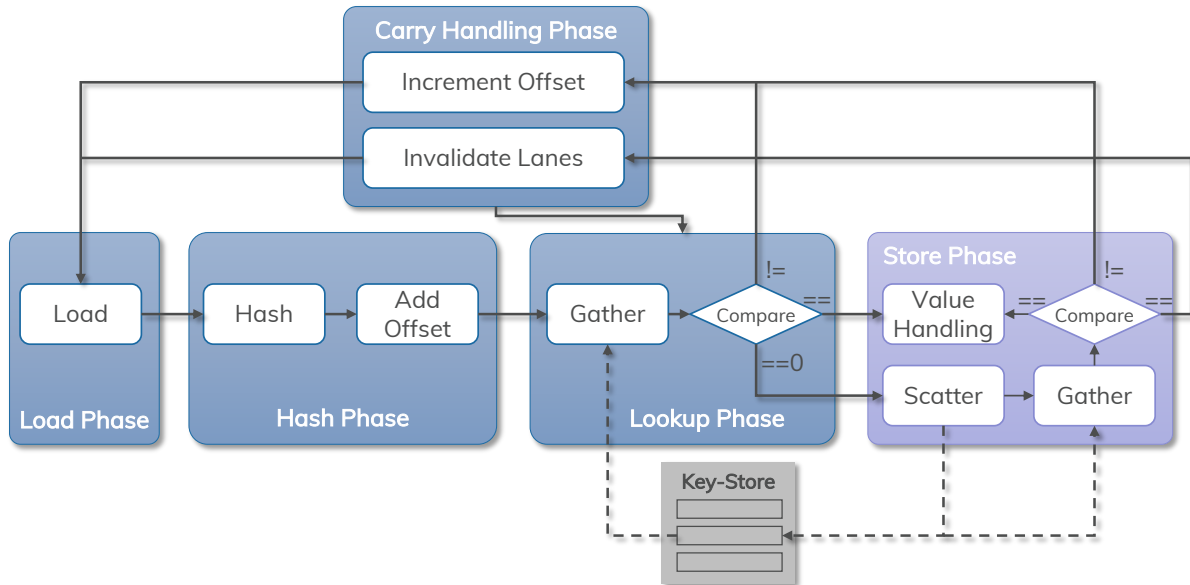 Carry Handling Phase
Increment Offset
Invalidate Lanes
Load
Load Phase
Hash
Add
Offset
Hash Phase
Gather
Compare
!=
==
==0
Lookup Phase
Store Phase
Value
Handling
==
Compare
!=
==
Scatter
Gather
Key-Store